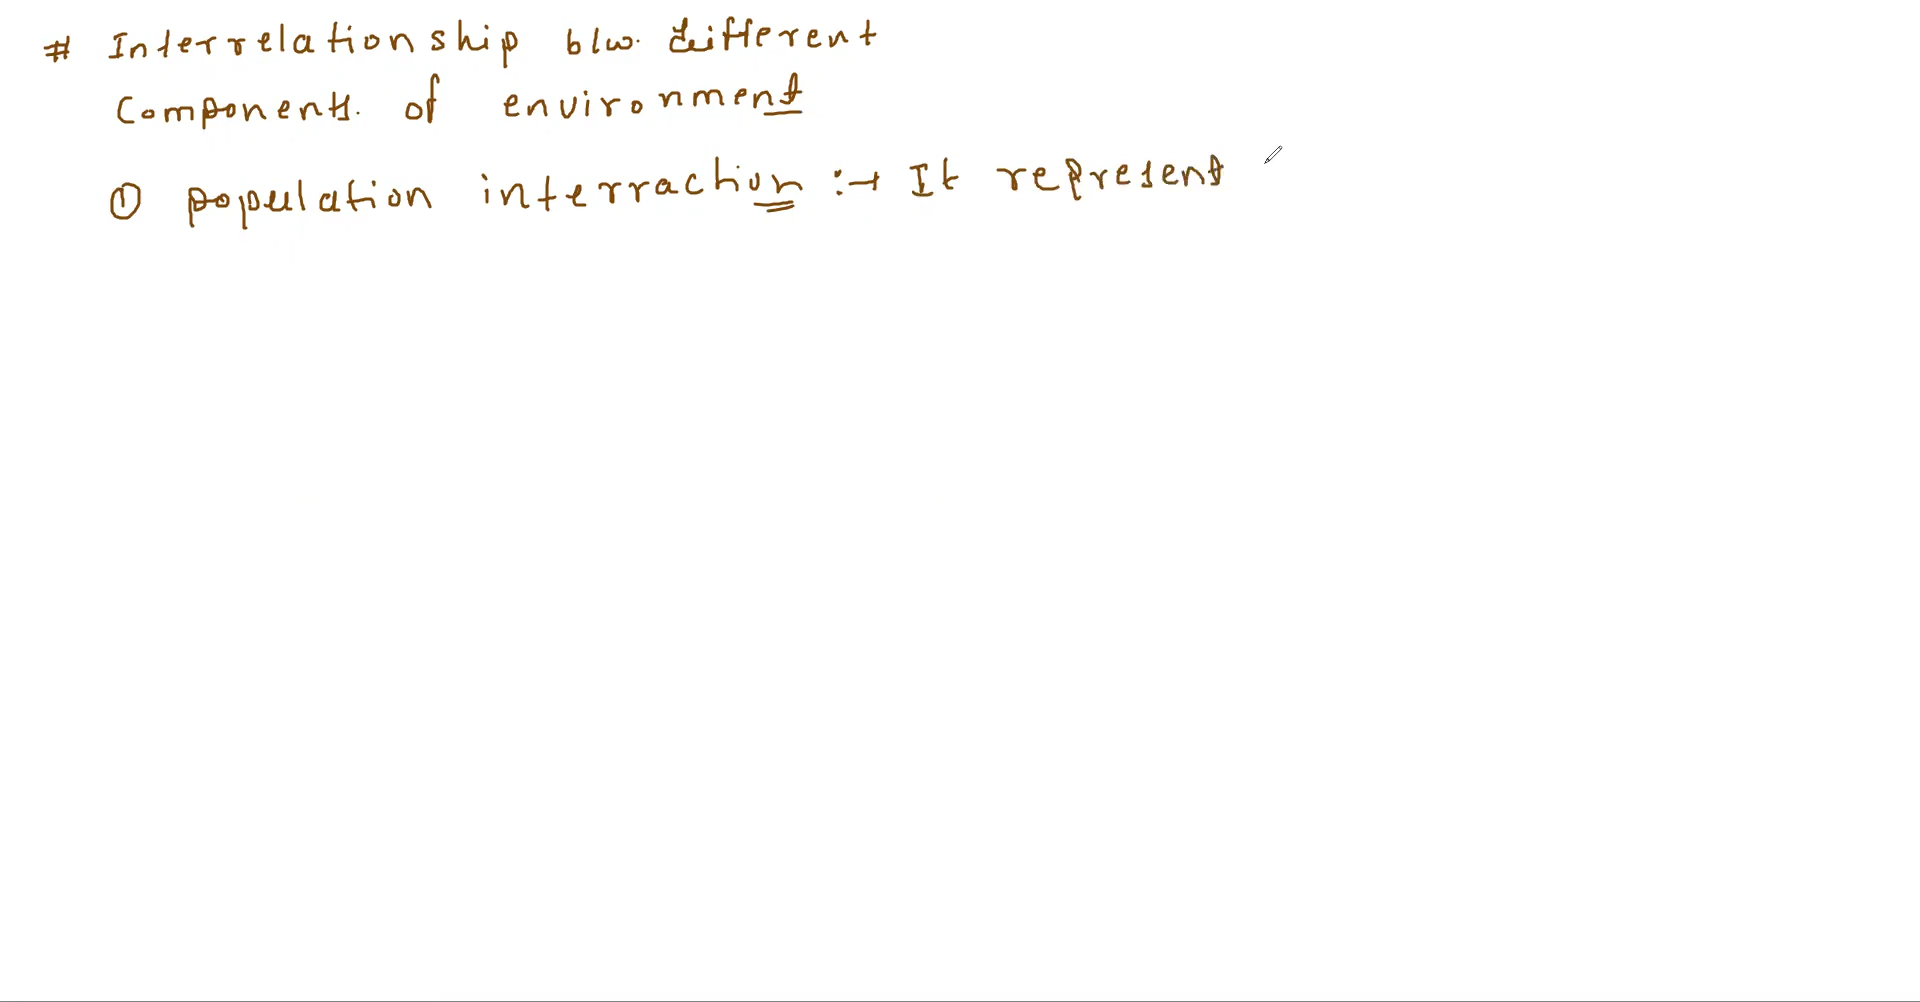 # Interrelationship b/w. different
Components. of environment
① population interraction :→ It represent